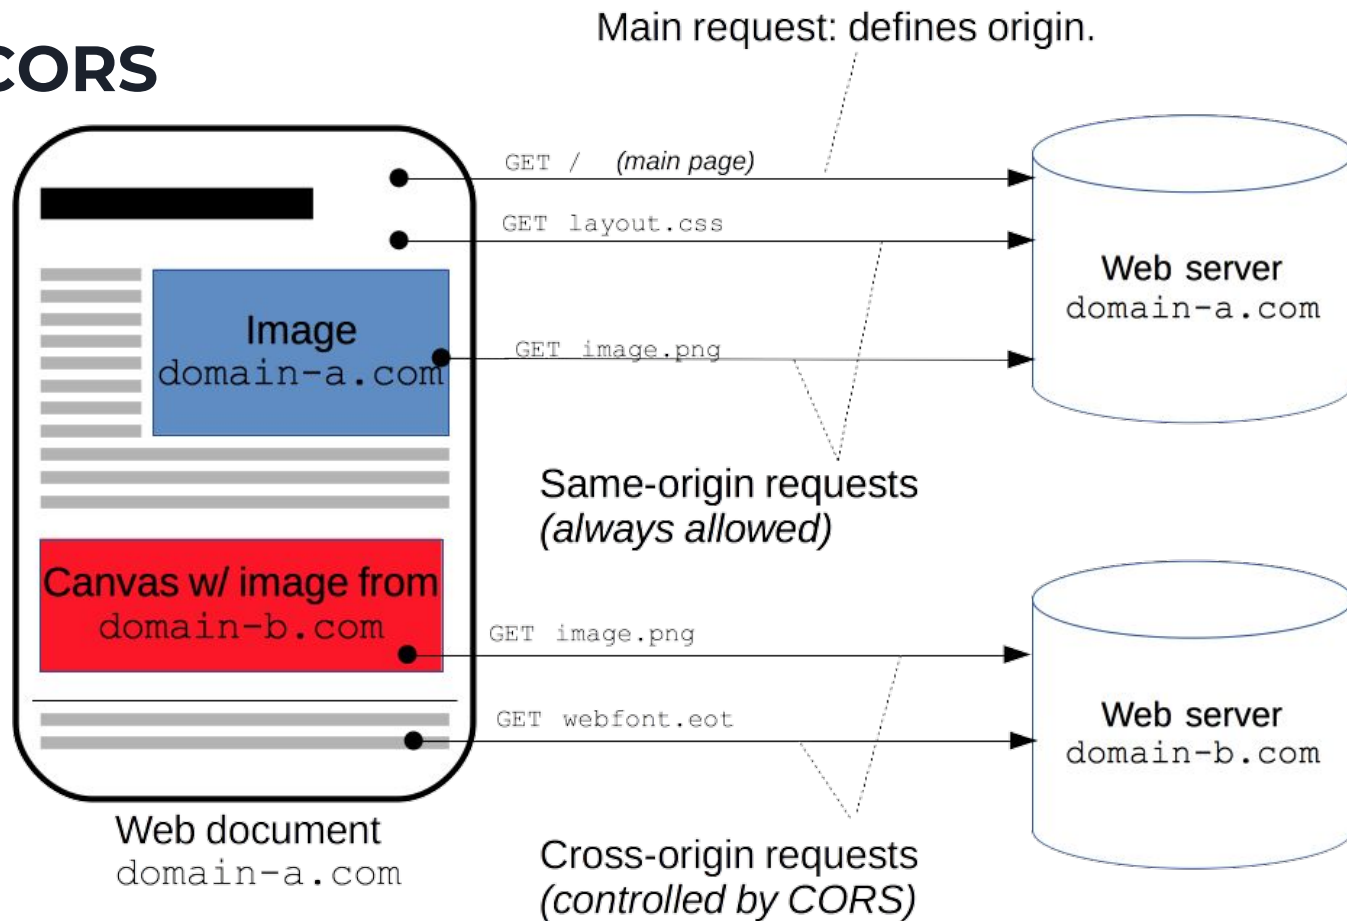 CORS
Main request: defines origin.
GET / (main page)
GET layout.css
Image
domain-a.com
GET image.png
Web server
domain-a.com
Same-origin requests
(always allowed)
Canvas w/ image from
domain-b.com
GET image.png
GET webfont.eot
Web server
domain-b.com
Web document
domain-a.com
Cross-origin requests
(controlled by CORS)